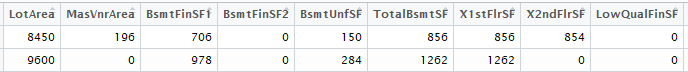 LotArea MasVnrArea BsmtFinSF1 BsmtFinSF2 BsmtUnfSF TotalBsmtSF X1stFlrSF X2ndFlrSF LowQualFinSF
8450 196 706 0 150 856 856 854 0
9600 0 978 0 284 1262 1262 0 0